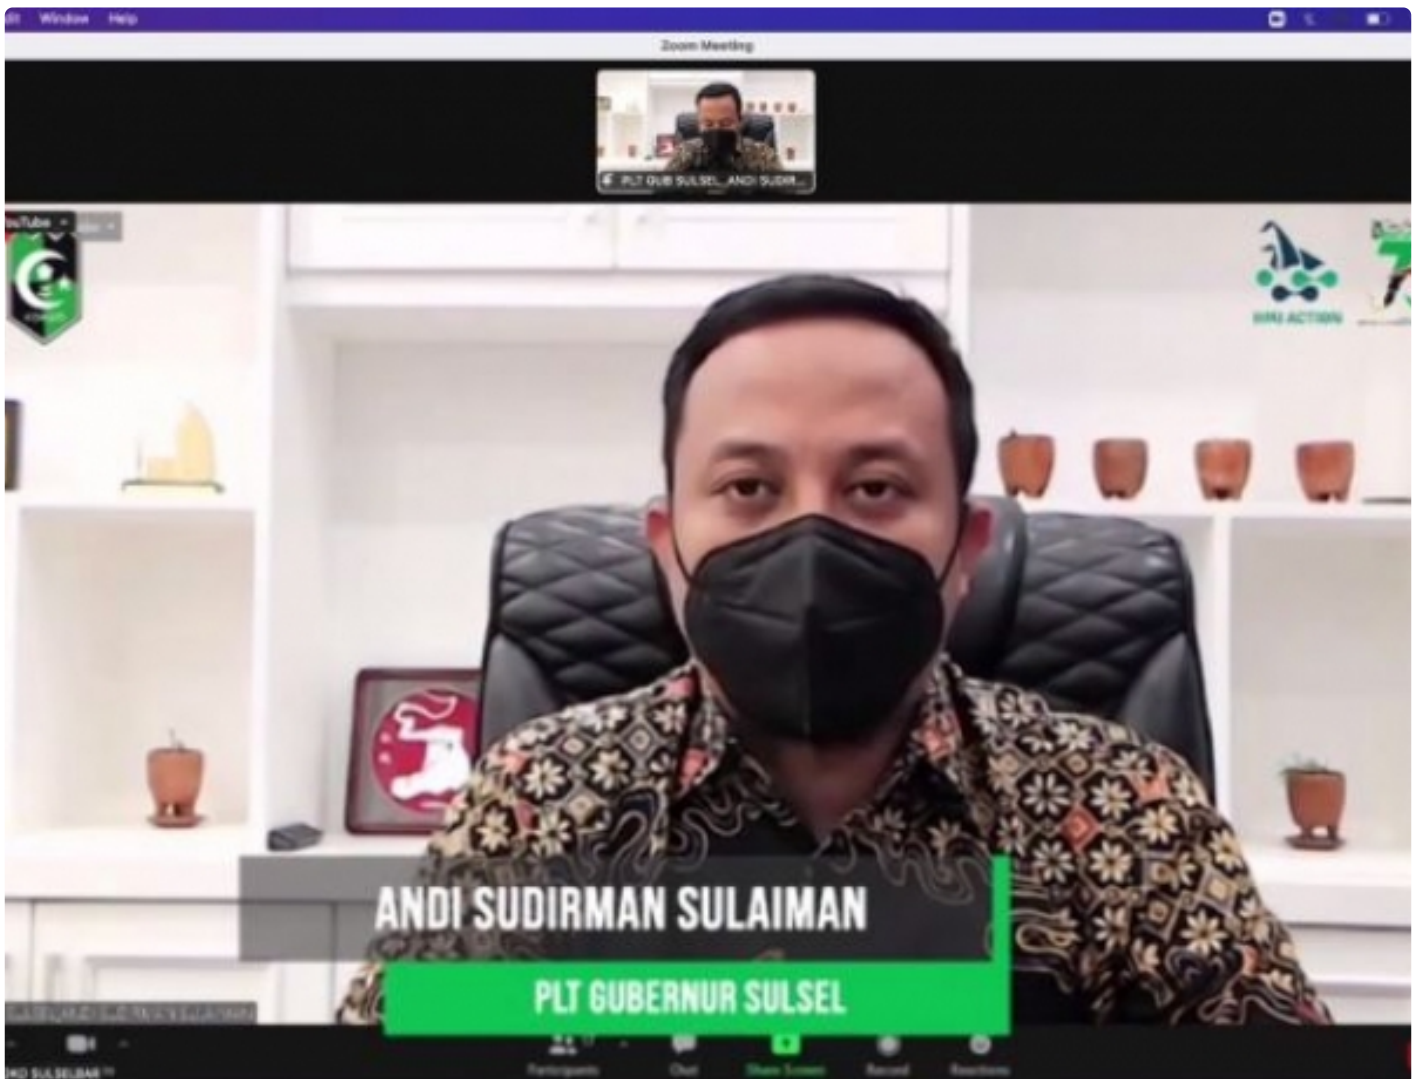 Window Help
Zoom Meeting
PLT GUB SULSEL_ANDI SUDIR...
HMI ACTION
ANDI SUDIRMAN SULAIMAN
PLT GUBERNUR SULSEL
Participants Chat Share Screen Record Reactions